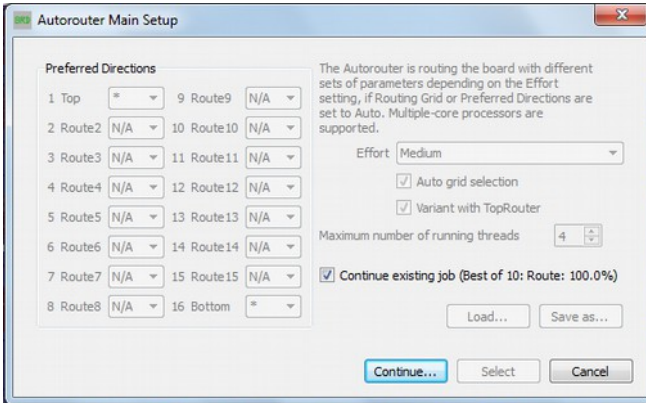 Autorouter Main Setup
Preferred Directions
1 Top * 9 Route9 N/A
2 Route2 N/A 10 Route10 N/A
3 Route3 N/A 11 Route11 N/A
4 Route4 N/A 12 Route12 N/A
5 Route5 N/A 13 Route13 N/A
6 Route6 N/A 14 Route14 N/A
7 Route7 N/A 15 Route15 N/A
8 Route8 N/A 16 Bottom *
The Autorouter is routing the board with different
sets of parameters depending on the Effort
setting, if Routing Grid or Preferred Directions are
set to Auto. Multiple-core processors are
supported.
Effort Medium
Auto grid selection
Variant with TopRouter
Maximum number of running threads 4
Continue existing job (Best of 10: Route: 100.0%)
Load... Save as...
Continue... Select Cancel